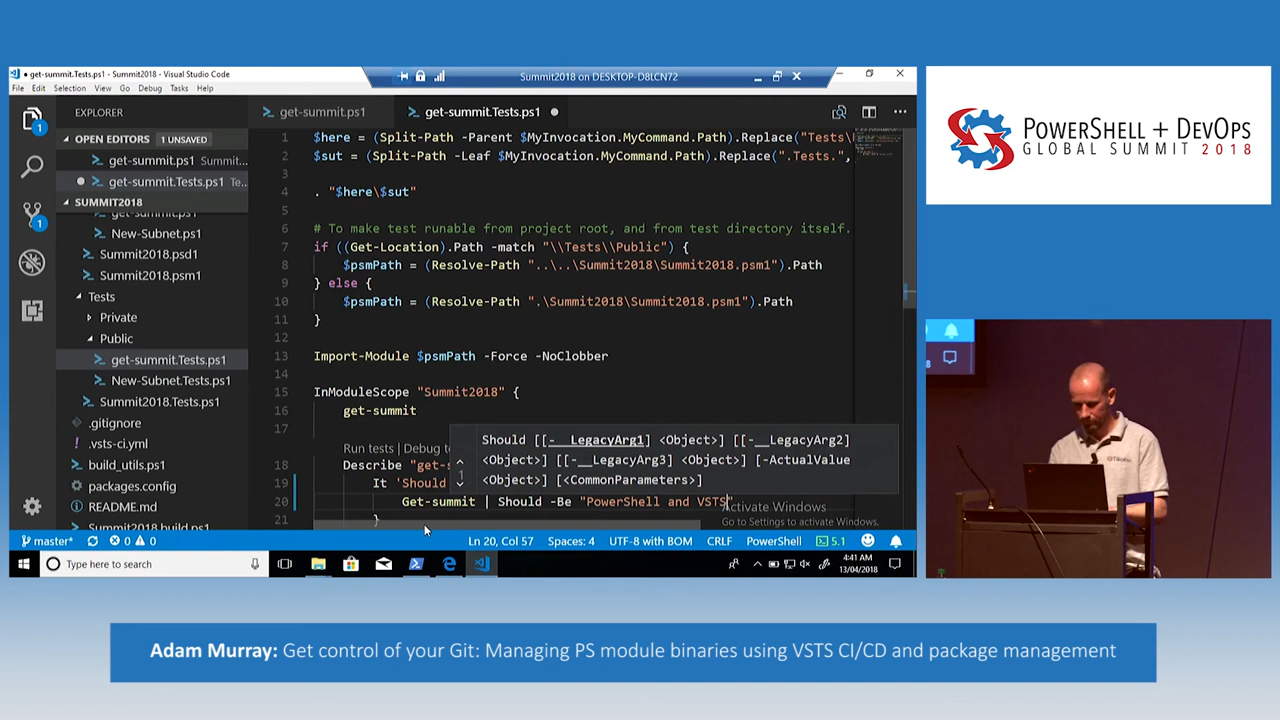 get-summit.Tests.ps1 - Summit2018 - Visual Studio Code
Summit2018 on DESKTOP-D8LCN72
File Edit Selection View Go Debug Tasks Help
EXPLORER
get-summit.ps1
get-summit.Tests.ps1
OPEN EDITORS 1 UNSAVED
get-summit.ps1 Summit...
get-summit.Tests.ps1 Te...
SUMMIT2018
get-summit.ps1
New-Subnet.ps1
Summit2018.psd1
Summit2018.psm1
Tests
Private
Public
get-summit.Tests.ps1
New-Subnet.Tests.ps1
Summit2018.Tests.ps1
.gitignore
.vsts-ci.yml
build_utils.ps1
packages.config
README.md
Summit2018.build.ps1
1 $here = (Split-Path -Parent $MyInvocation.MyCommand.Path).Replace("Tests\
2 $sut = (Split-Path -Leaf $MyInvocation.MyCommand.Path).Replace(".Tests.",
3
4 . "$here\$sut"
5
6 # To make test runable from project root, and from test directory itself.
7 if ((Get-Location).Path -match "\\Tests\\Public") {
8 $psmPath = (Resolve-Path "..\..\Summit2018\Summit2018.psm1").Path
9 } else {
10 $psmPath = (Resolve-Path ".\Summit2018\Summit2018.psm1").Path
11 }
12
13 Import-Module $psmPath -Force -NoClobber
14
15 InModuleScope "Summit2018" {
16 get-summit
17
Run tests | Debug te
18 Describe "get-s
19 It 'Should
20 Get-summit | Should -Be "PowerShell and VSTS"
21 }
Should [[-__LegacyArg1] <Object>] [[-__LegacyArg2]
<Object>] [[-__LegacyArg3] <Object>] [-ActualValue
<Object>] [<CommonParameters>]
Activate Windows
Go to Settings to activate Windows.
master* 0 0 Ln 20, Col 57 Spaces: 4 UTF-8 with BOM CRLF PowerShell 5.1
Type here to search
4:41 AM
13/04/2018
POWERSHELL + DEVOPS
GLOBAL SUMMIT 2018
Adam Murray: Get control of your Git: Managing PS module binaries using VSTS CI/CD and package management